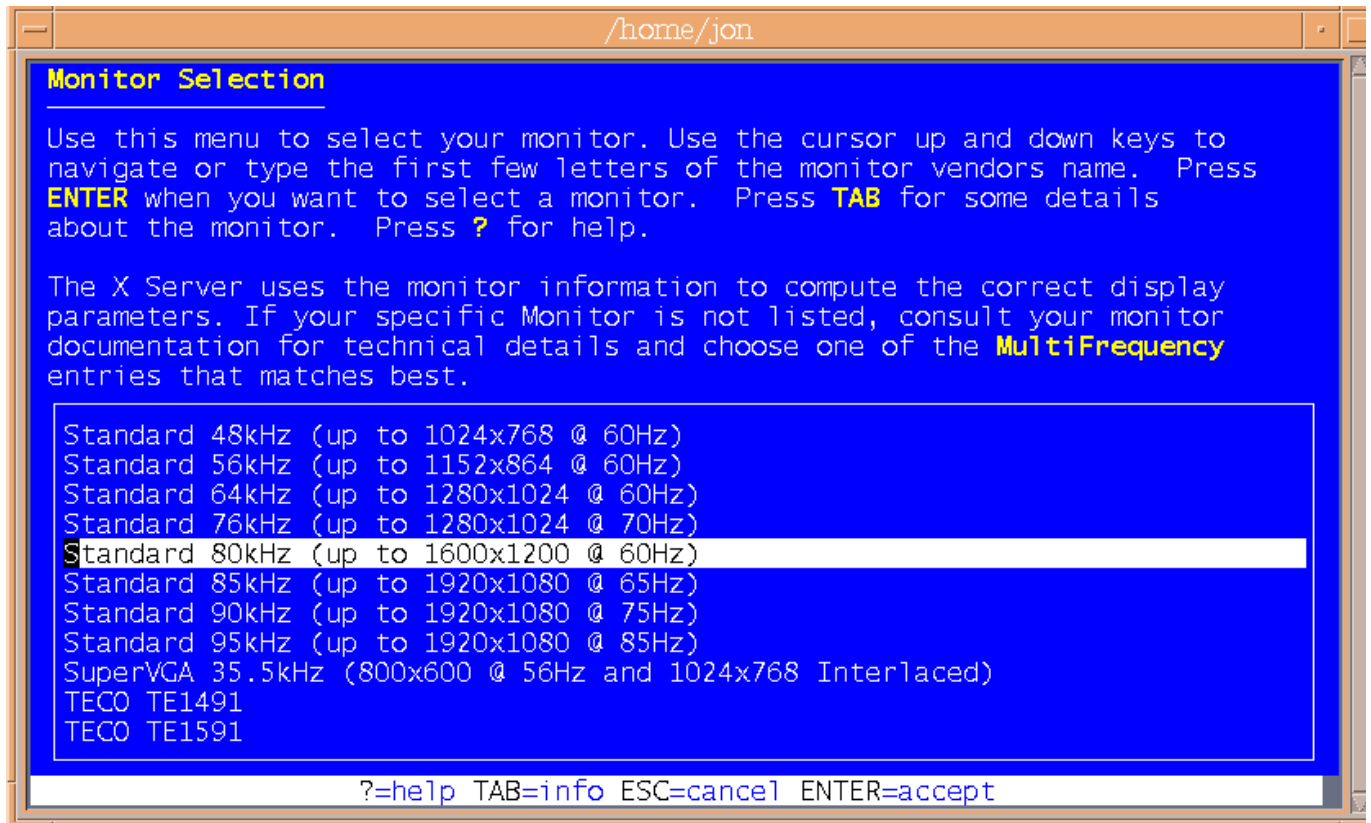 /home/jon
Monitor Selection
Use this menu to select your monitor. Use the cursor up and down keys to
navigate or type the first few letters of the monitor vendors name.  Press
ENTER when you want to select a monitor.  Press TAB for some details
about the monitor.  Press ? for help.
The X Server uses the monitor information to compute the correct display
parameters. If your specific Monitor is not listed, consult your monitor
documentation for technical details and choose one of the MultiFrequency
entries that matches best.
Standard 48kHz (up to 1024x768 @ 60Hz)
Standard 56kHz (up to 1152x864 @ 60Hz)
Standard 64kHz (up to 1280x1024 @ 60Hz)
Standard 76kHz (up to 1280x1024 @ 70Hz)
Standard 80kHz (up to 1600x1200 @ 60Hz)
Standard 85kHz (up to 1920x1080 @ 65Hz)
Standard 90kHz (up to 1920x1080 @ 75Hz)
Standard 95kHz (up to 1920x1080 @ 85Hz)
SuperVGA 35.5kHz (800x600 @ 56Hz and 1024x768 Interlaced)
TECO TE1491
TECO TE1591
?=help TAB=info ESC=cancel ENTER=accept